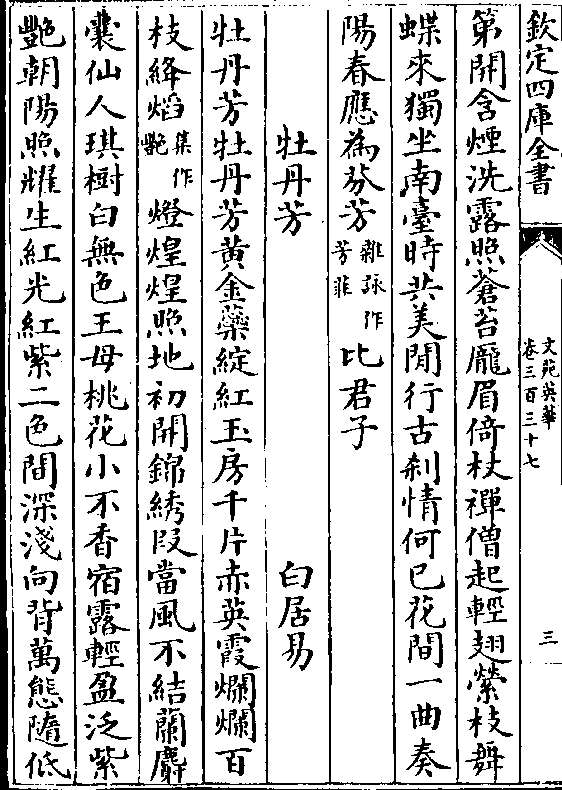 欽定四庫全書
文苑英華
卷三百三十七
三
第開含煙洗露照蒼苔龎眉倚杖禪僧起輕翅縈枝舞
蝶來獨坐南臺時共美閒行古刹情何已花間一曲奏
陽春應為芬芳雜詠作芳菲比君子
牡丹芳 白居易
牡丹芳牡丹芳黄金蘂綻紅玉房千片赤英霞爛爛百
枝絳熖集作艷燈煌煌照地初開錦綉段當風不結蘭麝
囊仙人琪樹白無色王母桃花小不香宿露輕盈泛紫
艷朝陽照耀生紅光紅紫二色間深淺向背萬態隨低